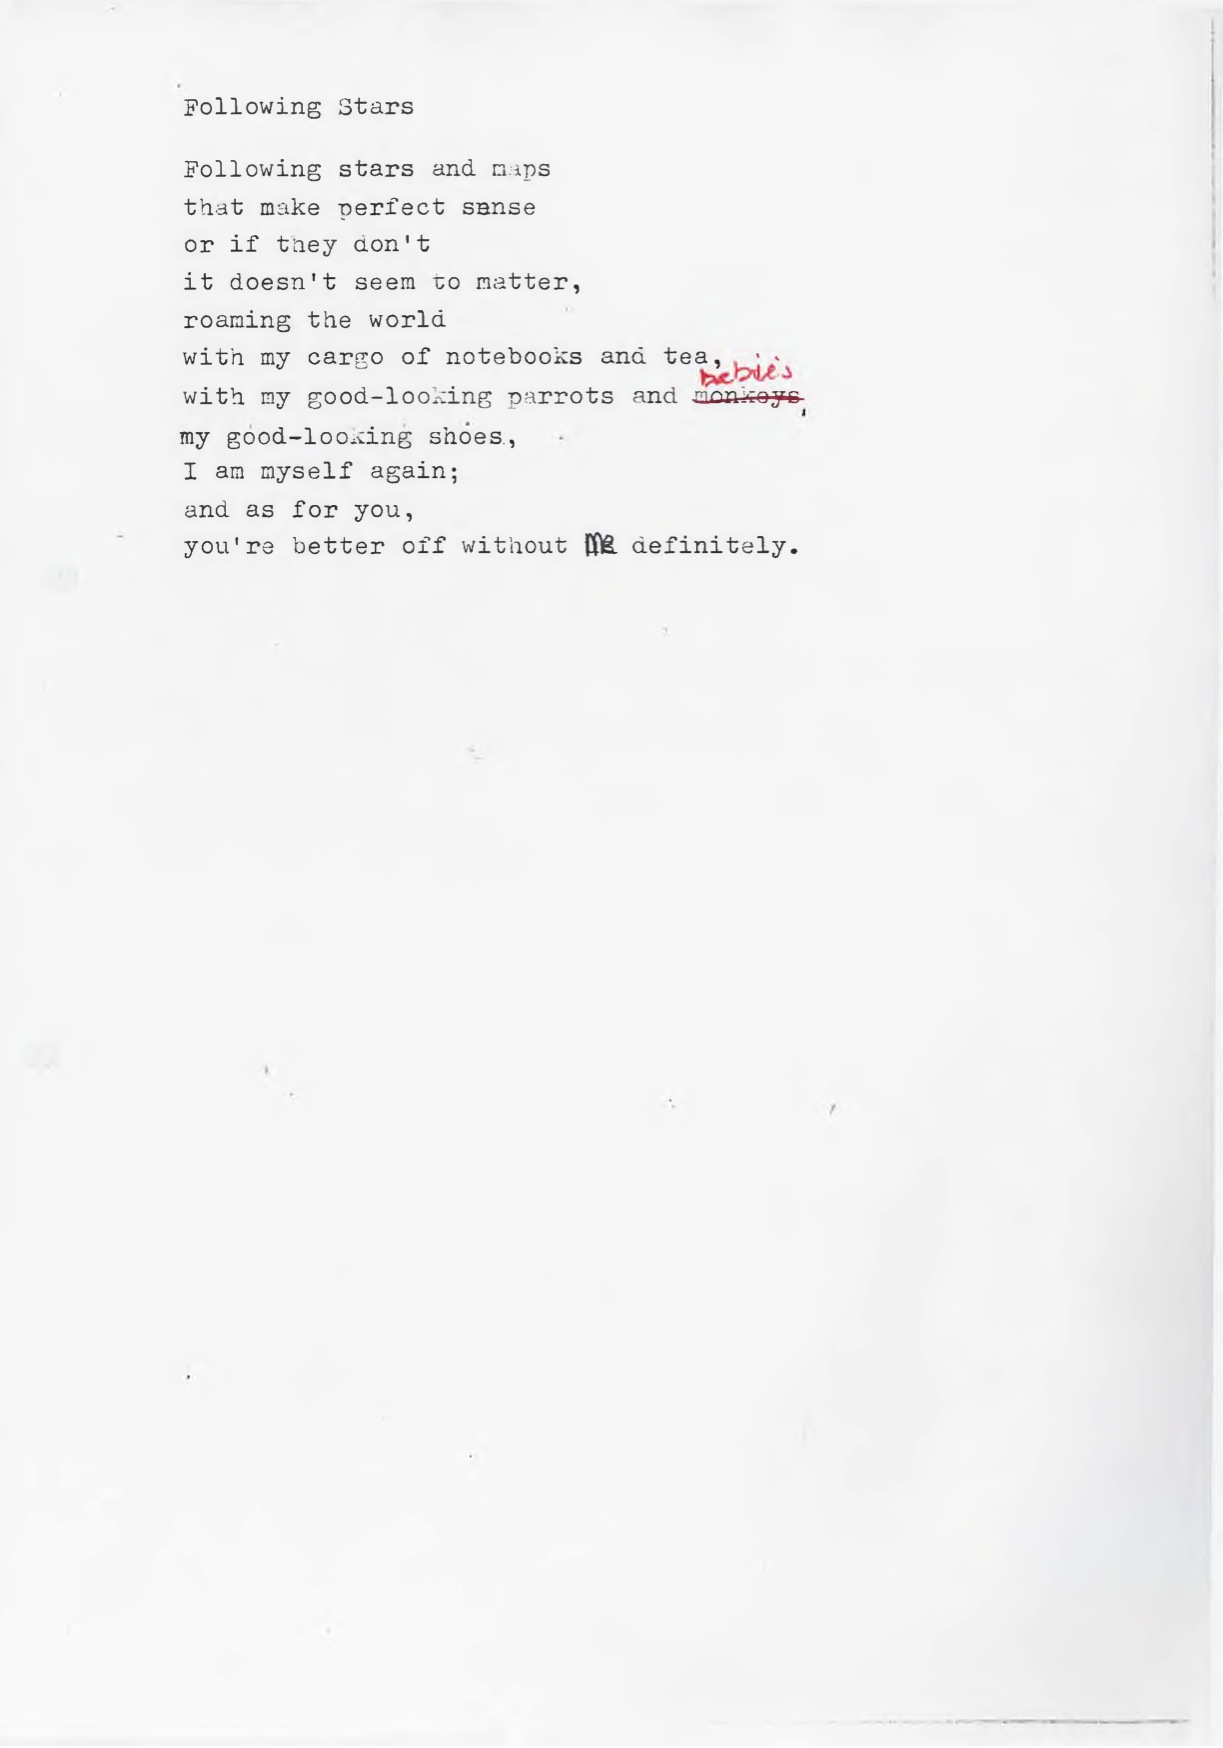 Following Stars
Following stars and maps
that make perfect sense
or if they don't
it doesn't seem to matter,
roaming the world
with my cargo of notebooks and tea,
babies
with my good-looking parrots and monkeys,
my good-looking shoes,
I am myself again;
and as for you,
you're better off without me definitely.